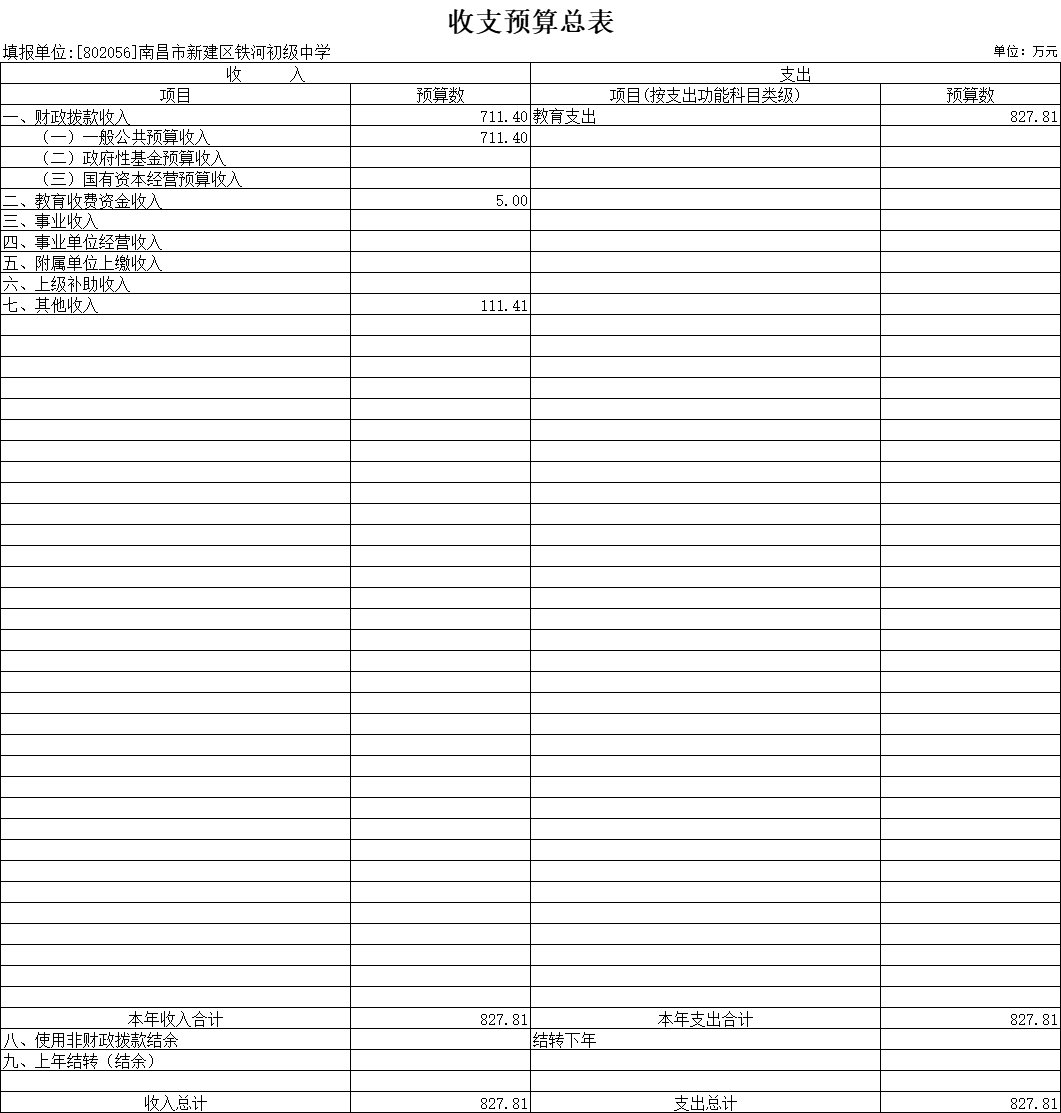 收支预算总表
填报单位:[802056]南昌市新建区铁河初级中学 单位：万元
收 入 支出
项目 预算数 项目(按支出功能科目类级) 预算数
一、财政拨款收入 711.40 教育支出 827.81
（一）一般公共预算收入 711.40
（二）政府性基金预算收入
（三）国有资本经营预算收入
二、教育收费资金收入 5.00
三、事业收入
四、事业单位经营收入
五、附属单位上缴收入
六、上级补助收入
七、其他收入 111.41
本年收入合计 827.81 本年支出合计 827.81
八、使用非财政拨款结余 结转下年
九、上年结转（结余）
收入总计 827.81 支出总计 827.81